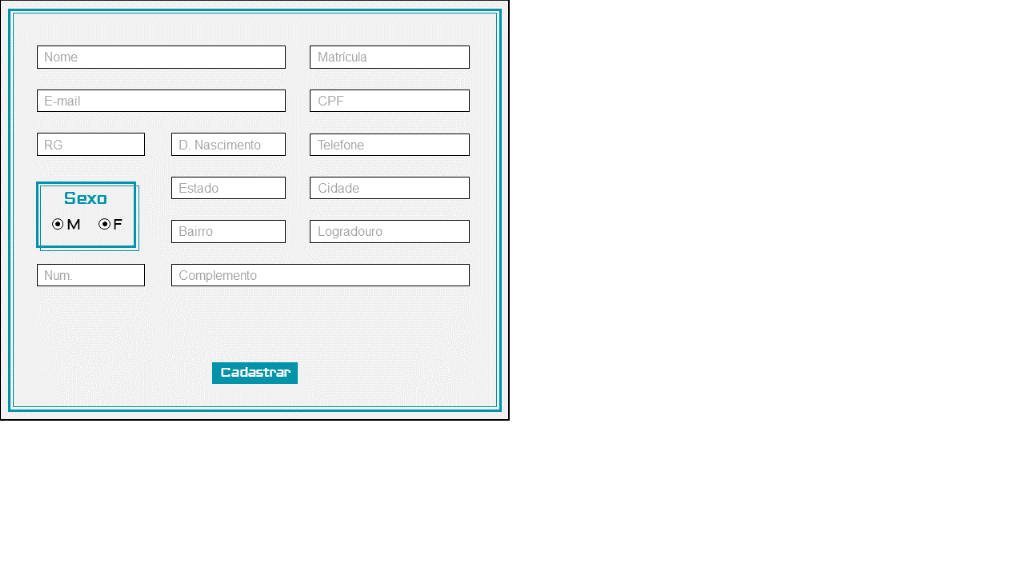 Nome
Matrícula
E-mail
CPF
RG
D. Nascimento
Telefone
Sexo
M
F
Estado
Cidade
Bairro
Logradouro
Num.
Complemento
Cadastrar